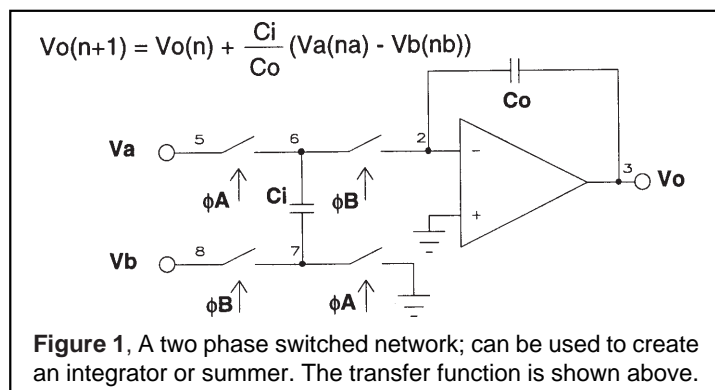 Vo(n+1) = Vo(n) + Ci/Co (Va(na) - Vb(nb))
Co
Va 5 6 2 3 Vo
− +
ϕA Ci ϕB
Vb 8 7
ϕB ϕA
Figure 1, A two phase switched network; can be used to create
an integrator or summer. The transfer function is shown above.